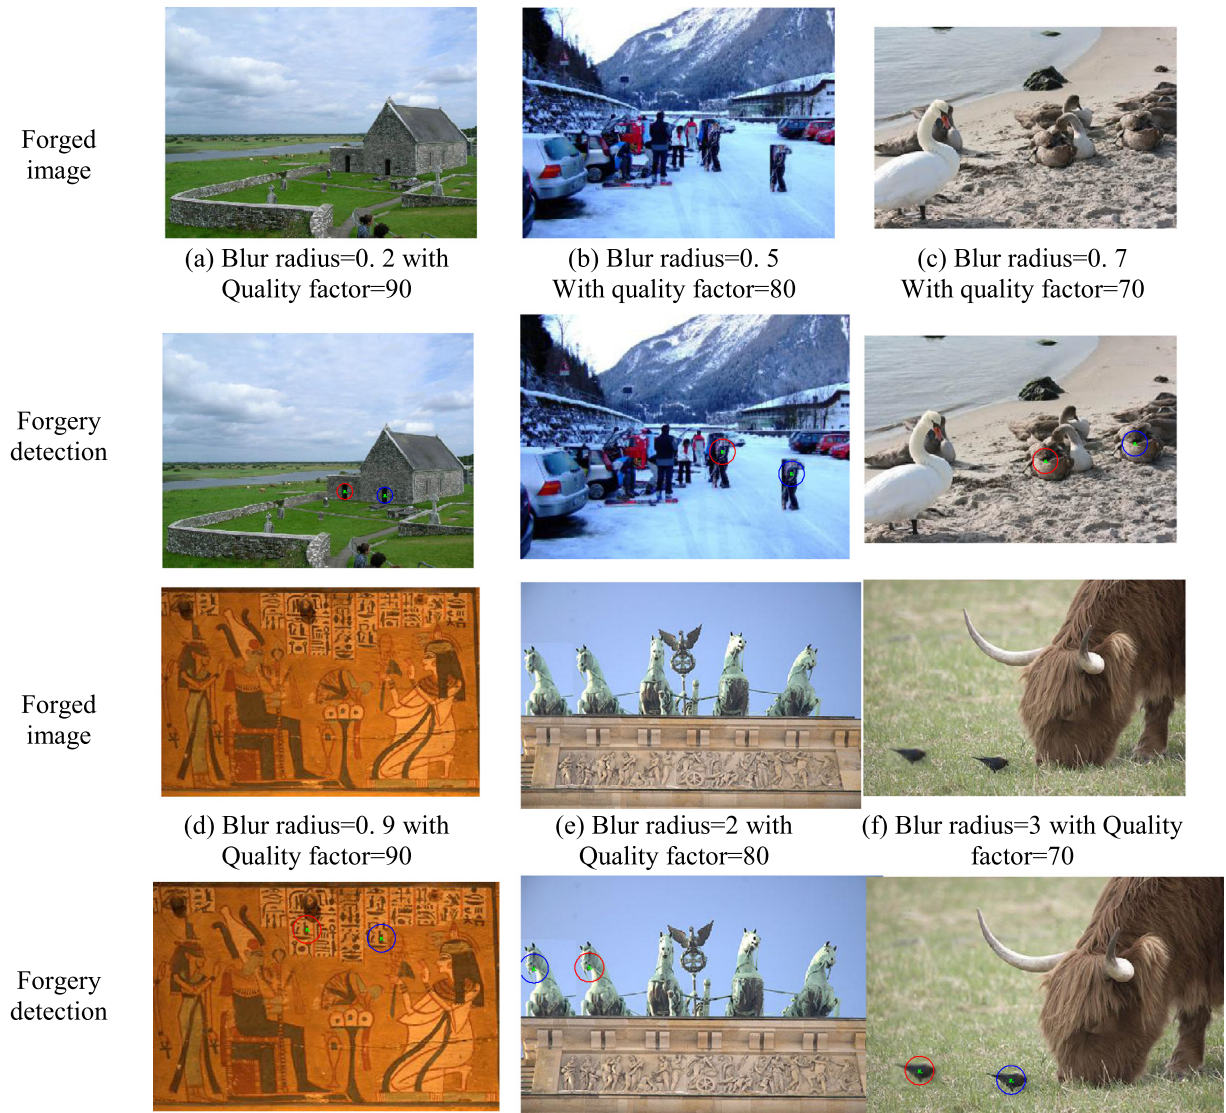 Forged
image
(a) Blur radius=0. 2 with
Quality factor=90
(b) Blur radius=0. 5
With quality factor=80
(c) Blur radius=0. 7
With quality factor=70
Forgery
detection
Forged
image
(d) Blur radius=0. 9 with
Quality factor=90
(e) Blur radius=2 with
Quality factor=80
(f) Blur radius=3 with Quality
factor=70
Forgery
detection